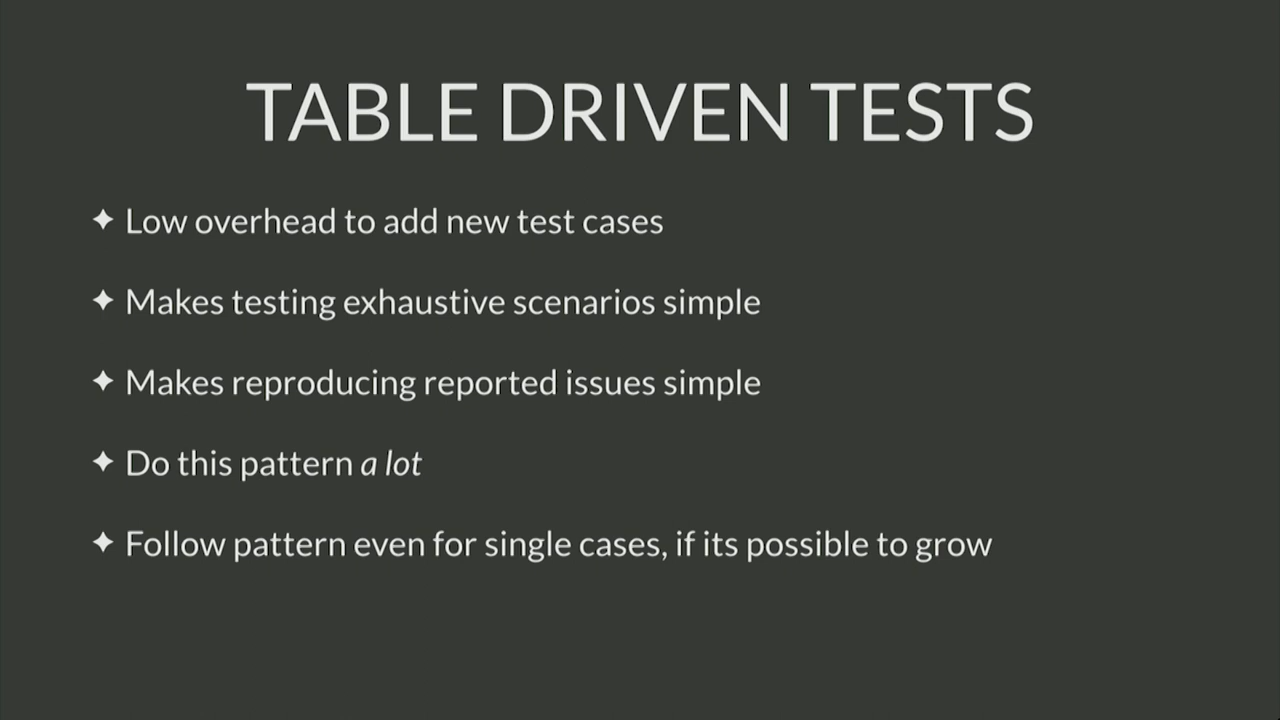 TABLE DRIVEN TESTS
✦ Low overhead to add new test cases
✦ Makes testing exhaustive scenarios simple
✦ Makes reproducing reported issues simple
✦ Do this pattern a lot
✦ Follow pattern even for single cases, if its possible to grow